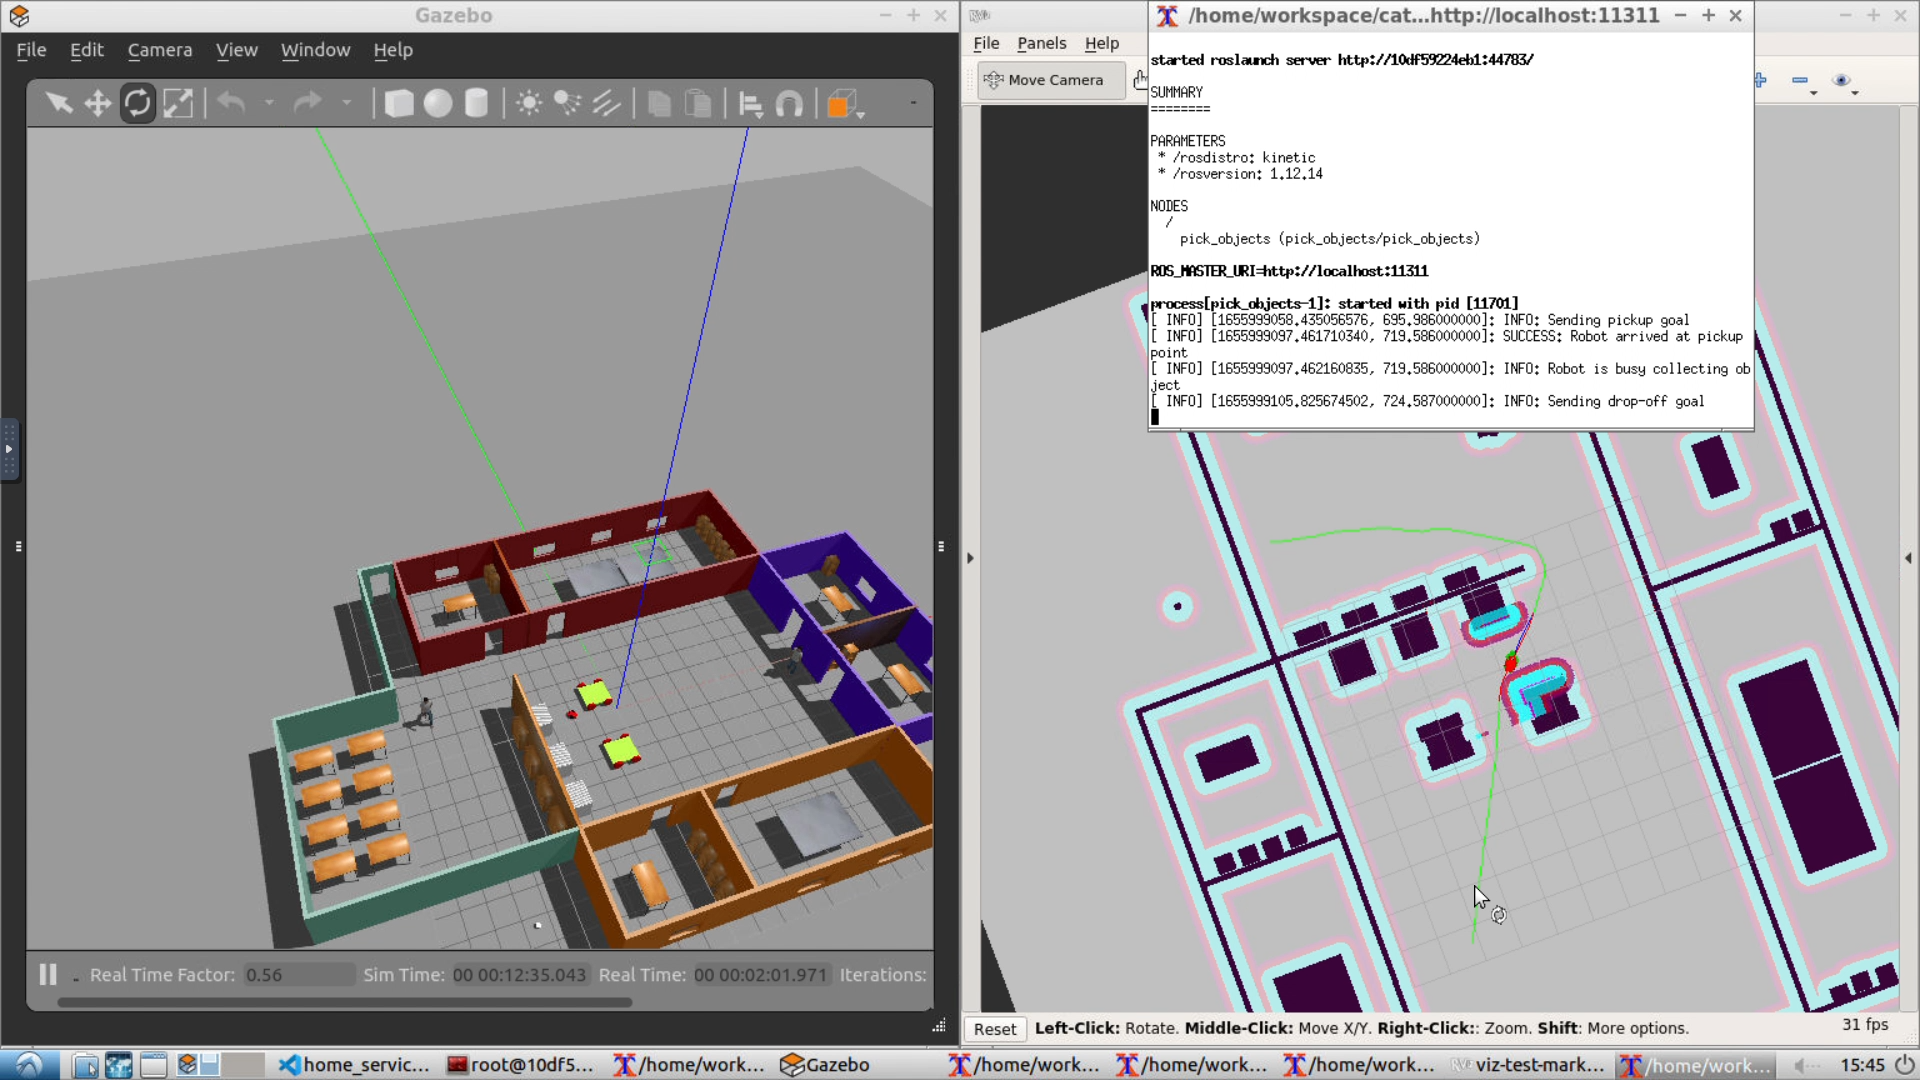 Gazebo
File Edit Camera View Window Help
Real Time Factor: 0.56 Sim Time: 00 00:12:35.043 Real Time: 00 00:02:01.971 Iterations:
RViz
File Panels Help
Move Camera
/home/workspace/cat...http://localhost:11311
started roslaunch server http://10df59224eb1:44783/
SUMMARY
========
PARAMETERS
* /rosdistro: kinetic
* /rosversion: 1.12.14
NODES
/
pick_objects (pick_objects/pick_objects)
ROS_MASTER_URI=http://localhost:11311
process[pick_objects-1]: started with pid [11701]
[ INFO] [1655999058.435056576, 695.986000000]: INFO: Sending pickup goal
[ INFO] [1655999097.461710340, 719.586000000]: SUCCESS: Robot arrived at pickup
point
[ INFO] [1655999097.462160835, 719.586000000]: INFO: Robot is busy collecting ob
ject
[ INFO] [1655999105.825674502, 724.587000000]: INFO: Sending drop-off goal
Reset Left-Click: Rotate. Middle-Click: Move X/Y. Right-Click:: Zoom. Shift: More options. 31 fps
home_servic... root@10df5... /home/work... Gazebo /home/work... /home/work... /home/work... RViz viz-test-mark... /home/work... 15:45